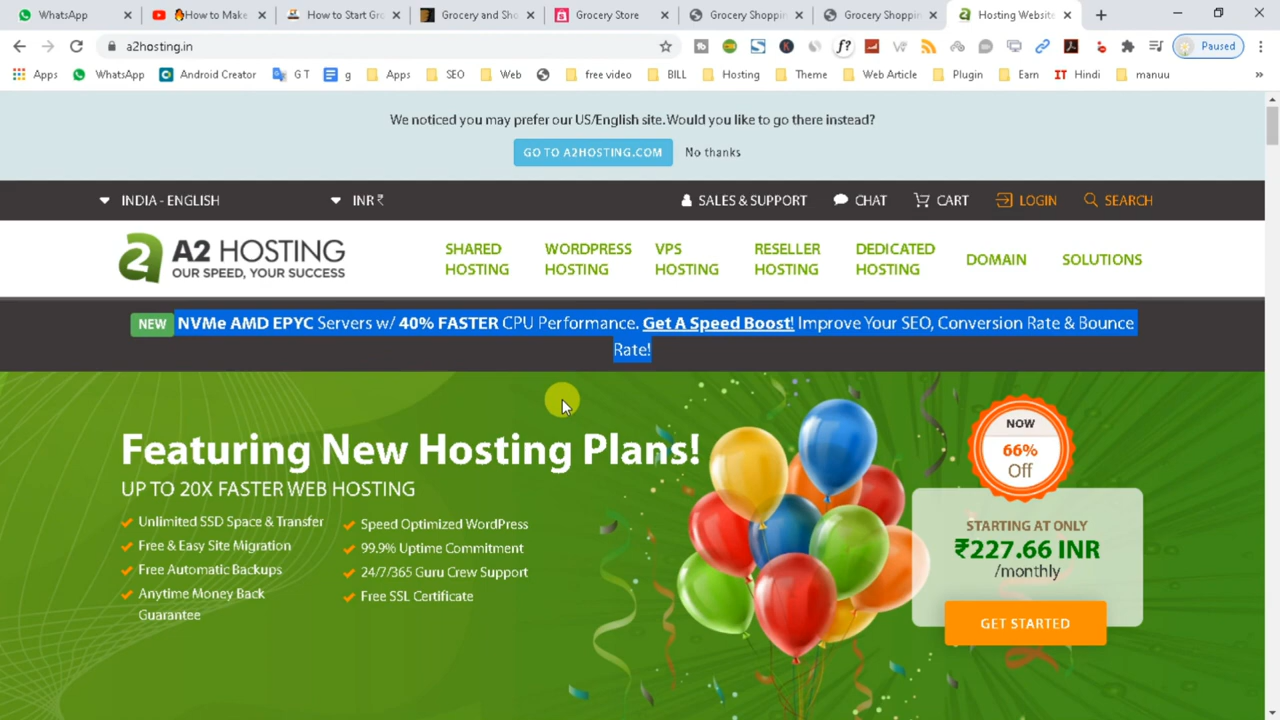 WhatsApp
How to Make
How to Start Gro
Grocery and Sho
Grocery Store
Grocery Shoppin
Grocery Shoppin
Hosting Website
a2hosting.in
Paused
Apps
WhatsApp
Android Creator
G T
g
Apps
SEO
Web
free video
BILL
Hosting
Theme
Web Article
Plugin
Earn
IT Hindi
manuu
We noticed you may prefer our US/English site.Would you like to go there instead?
GO TO A2HOSTING.COM No thanks
INDIA - ENGLISH INR ₹ SALES & SUPPORT CHAT CART LOGIN SEARCH
A2 HOSTING
OUR SPEED, YOUR SUCCESS
SHARED
HOSTING
WORDPRESS
HOSTING
VPS
HOSTING
RESELLER
HOSTING
DEDICATED
HOSTING
DOMAIN
SOLUTIONS
NEW NVMe AMD EPYC Servers w/ 40% FASTER CPU Performance. Get A Speed Boost! Improve Your SEO, Conversion Rate & Bounce
Rate!
Featuring New Hosting Plans!
UP TO 20X FASTER WEB HOSTING
Unlimited SSD Space & Transfer
Free & Easy Site Migration
Free Automatic Backups
Anytime Money Back
Guarantee
Speed Optimized WordPress
99.9% Uptime Commitment
24/7/365 Guru Crew Support
Free SSL Certificate
NOW
66%
Off
STARTING AT ONLY
₹227.66 INR
/monthly
GET STARTED